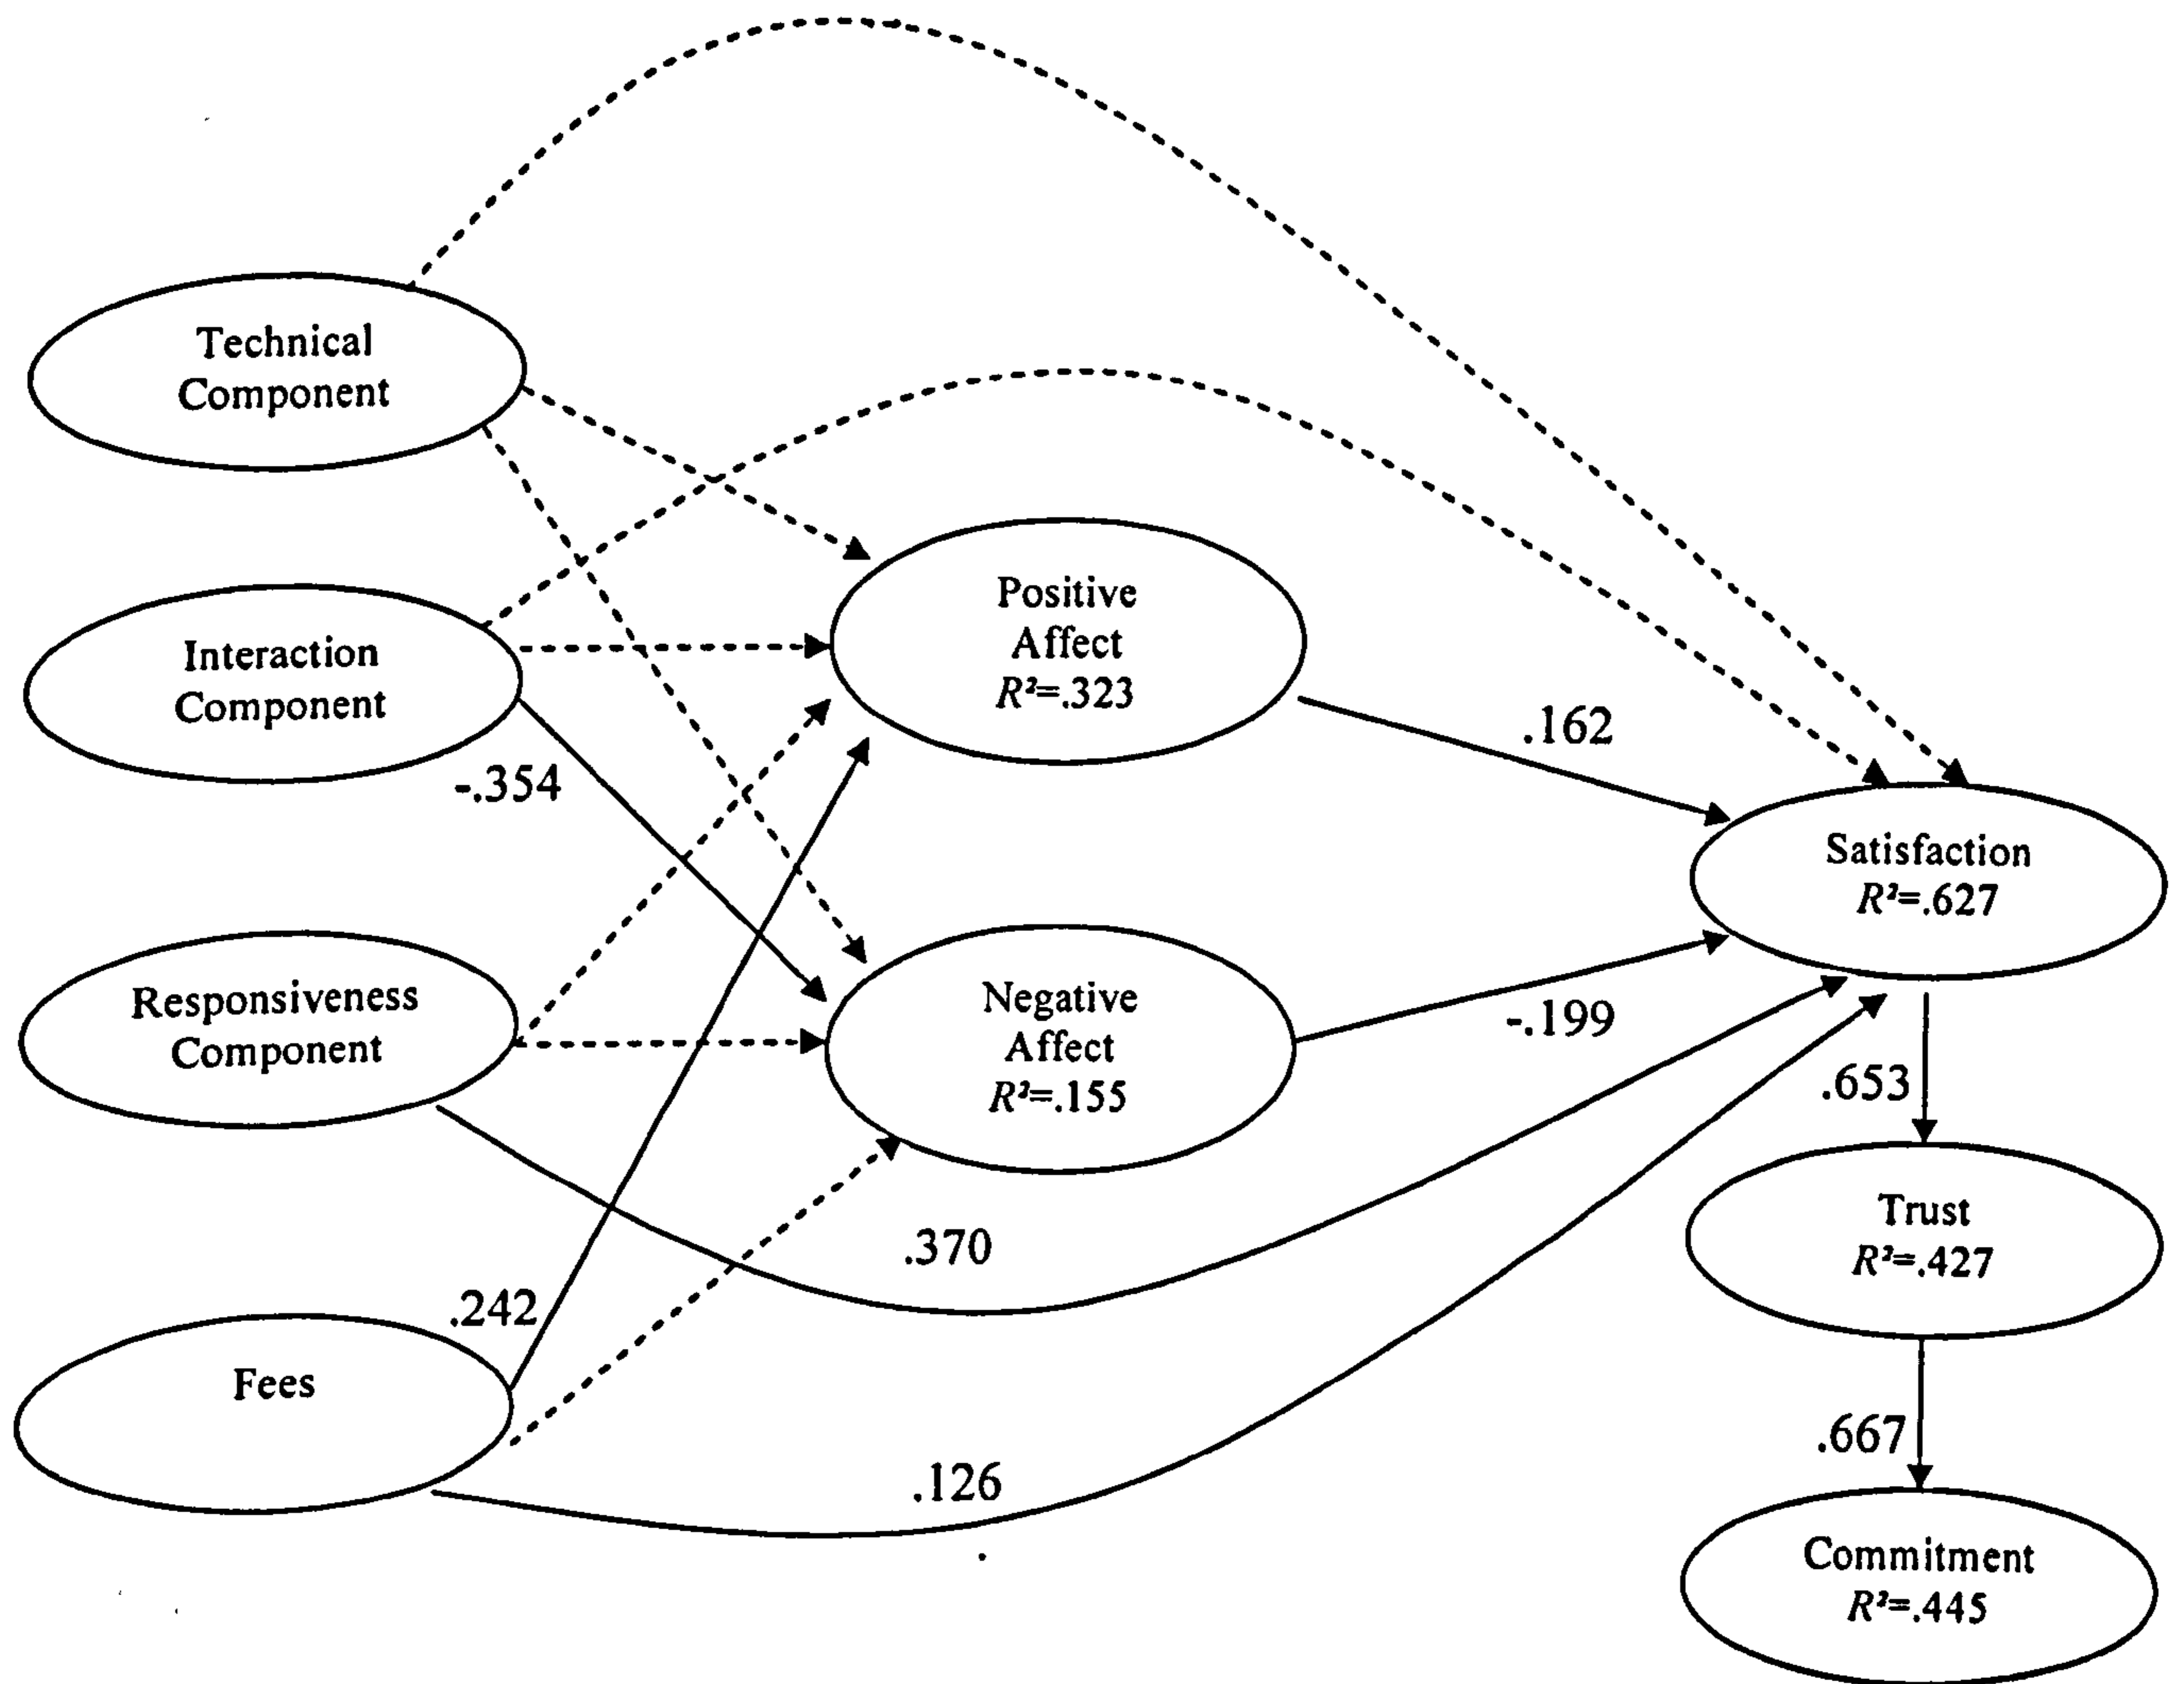 Technical
Component
Interaction
Component
-.354
Responsiveness
Component
Fees
.242
Positive
Affect
R²=.323
Negative
Affect
R²=.155
.162
-.199
.370
.126
Satisfaction
R²=.627
.653
Trust
R²=.427
.667
Commitment
R²=.445